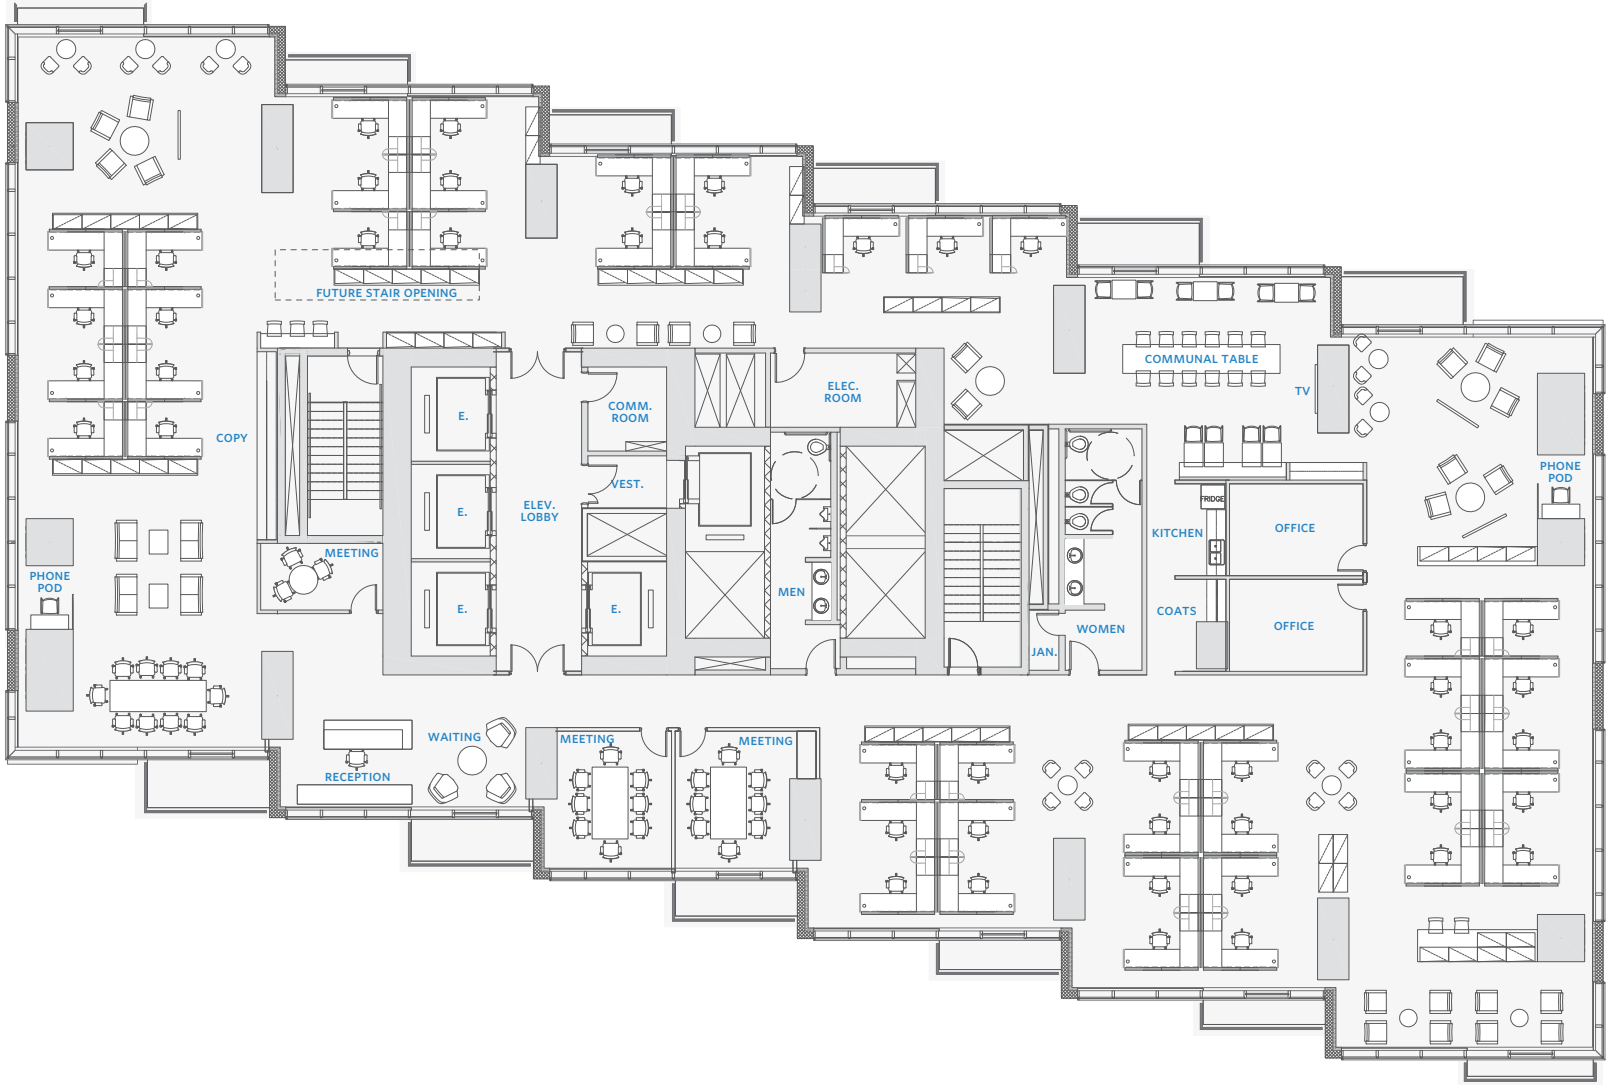 FUTURE STAIR OPENING
COMMUNAL TABLE
TV
ELEC.
ROOM
COMM.
ROOM
E.
COPY
VEST.
PHONE
POD
FRIDGE
ELEV.
LOBBY
E.
OFFICE
KITCHEN
MEETING
PHONE
POD
MEN
E.
E.
COATS
OFFICE
WOMEN
JAN.
WAITING
MEETING
MEETING
RECEPTION